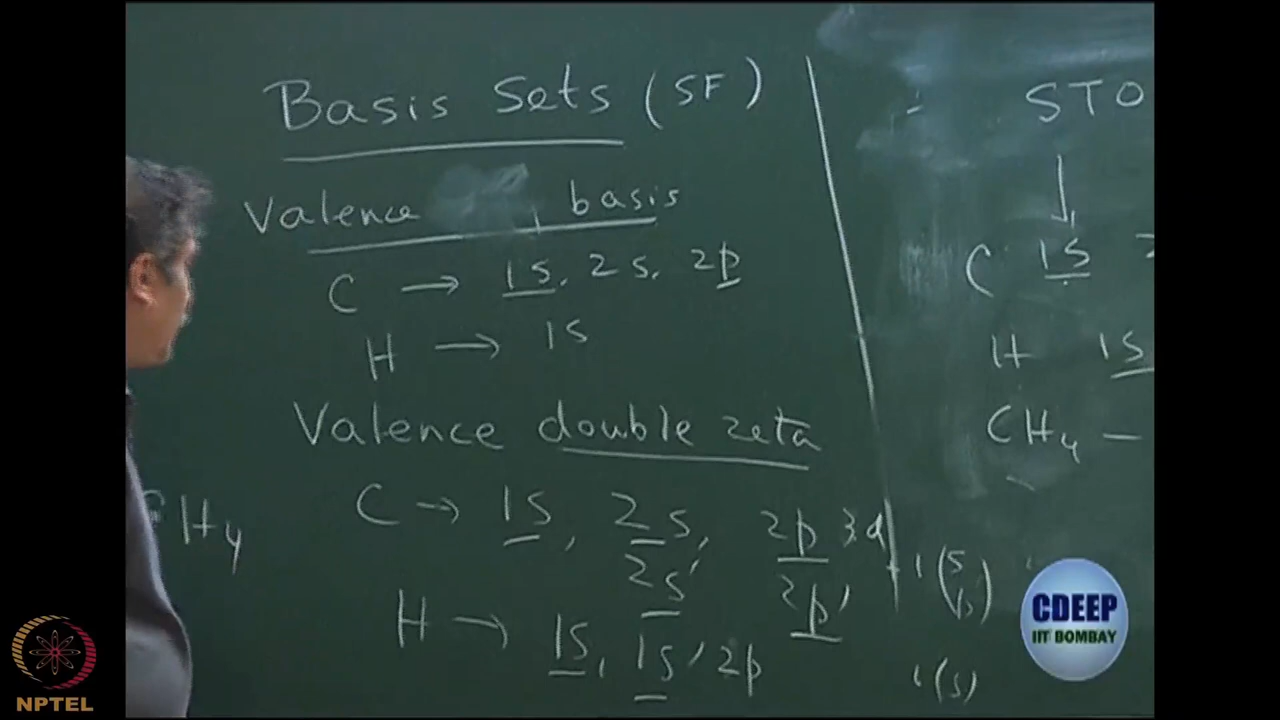 Basis Sets (SF)
Valence basis
C → 1s, 2s, 2p
H → 1s
Valence double zeta
C → 1s, 2s, 2p 3d
2s' 2p'
H → 1s, 1s' 2p
CH4
STO
C 1s
H 1s
CH4 —
(s)
CDEEP
IIT BOMBAY
NPTEL